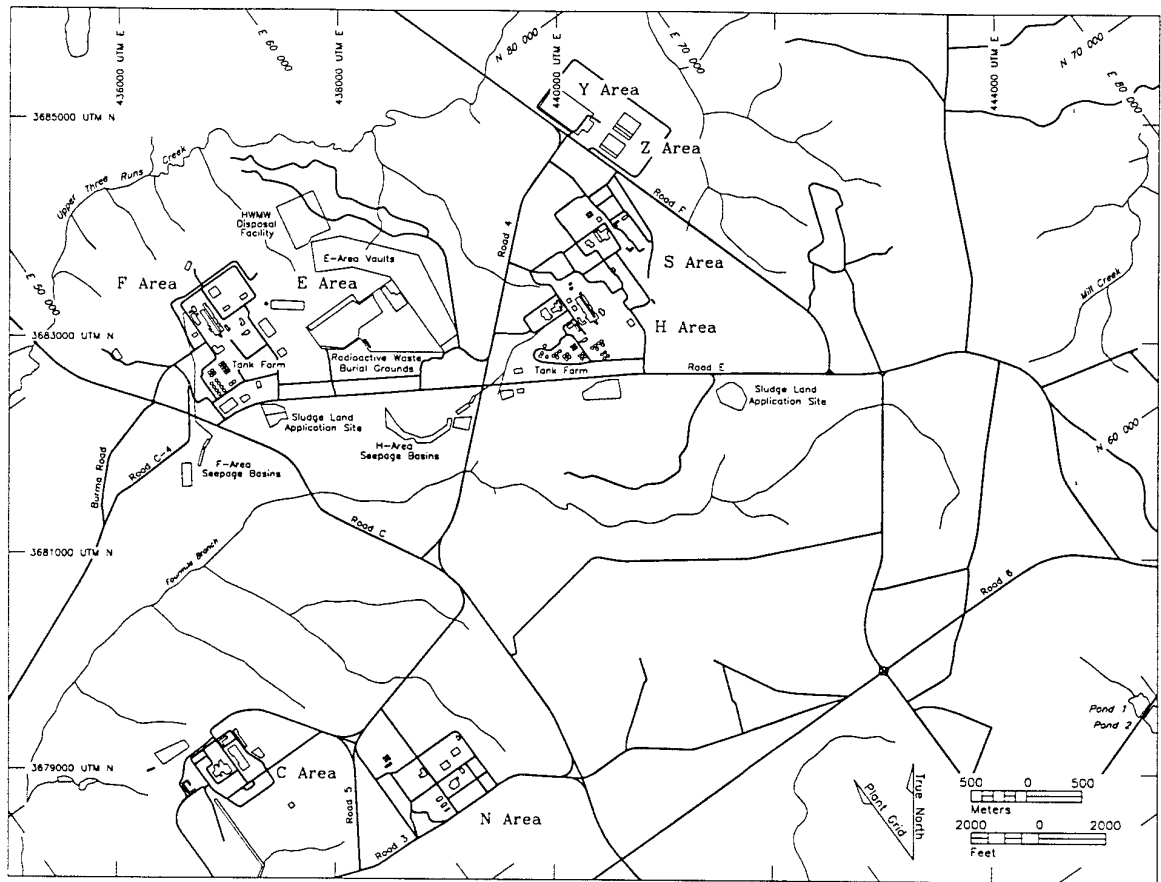 436000 UTM E
E 60 000
438000 UTM E
N 80 000
440000 UTM E
E 70 000
444000 UTM E
N 70 000
E 80 000
3685000 UTM N
Y Area
Z Area
Upper Three Runs Creek
HWMW
Disposal
Facility
Road 4
Road F
E-Area Vaults
S Area
F Area
E Area
E 50 000
Mill Creek
3683000 UTM N
H Area
Tank Farm
Radioactive Waste
Burial Grounds
Tank Farm
Road E
Sludge Land
Application Site
Sludge Land
Application Site
N 60 000
H-Area
Seepage Basins
F-Area
Seepage Basins
Burma Road
Road C-4
Road C
3681000 UTM N
Fourmile Branch
Road 6
Pond 1
Pond 2
3679000 UTM N
C Area
Road 5
N Area
Road 3
Plant Grid
True North
500 0 500
Meters
2000 0 2000
Feet